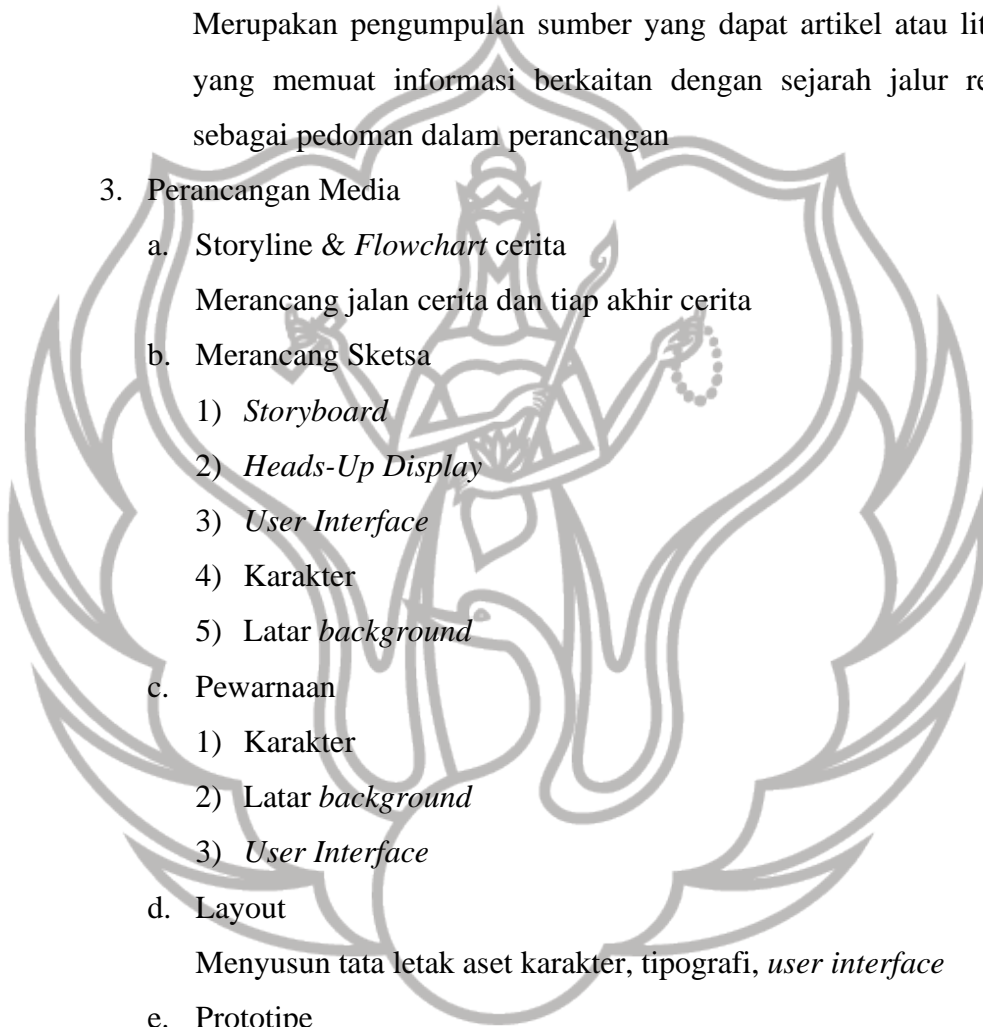 Merupakan pengumpulan sumber yang dapat artikel atau lit
yang memuat informasi berkaitan dengan sejarah jalur re
sebagai pedoman dalam perancangan
3. Perancangan Media
a. Storyline & Flowchart cerita
Merancang jalan cerita dan tiap akhir cerita
b. Merancang Sketsa
1) Storyboard
2) Heads-Up Display
3) User Interface
4) Karakter
5) Latar background
c. Pewarnaan
1) Karakter
2) Latar background
3) User Interface
d. Layout
Menyusun tata letak aset karakter, tipografi, user interface
e. Prototipe